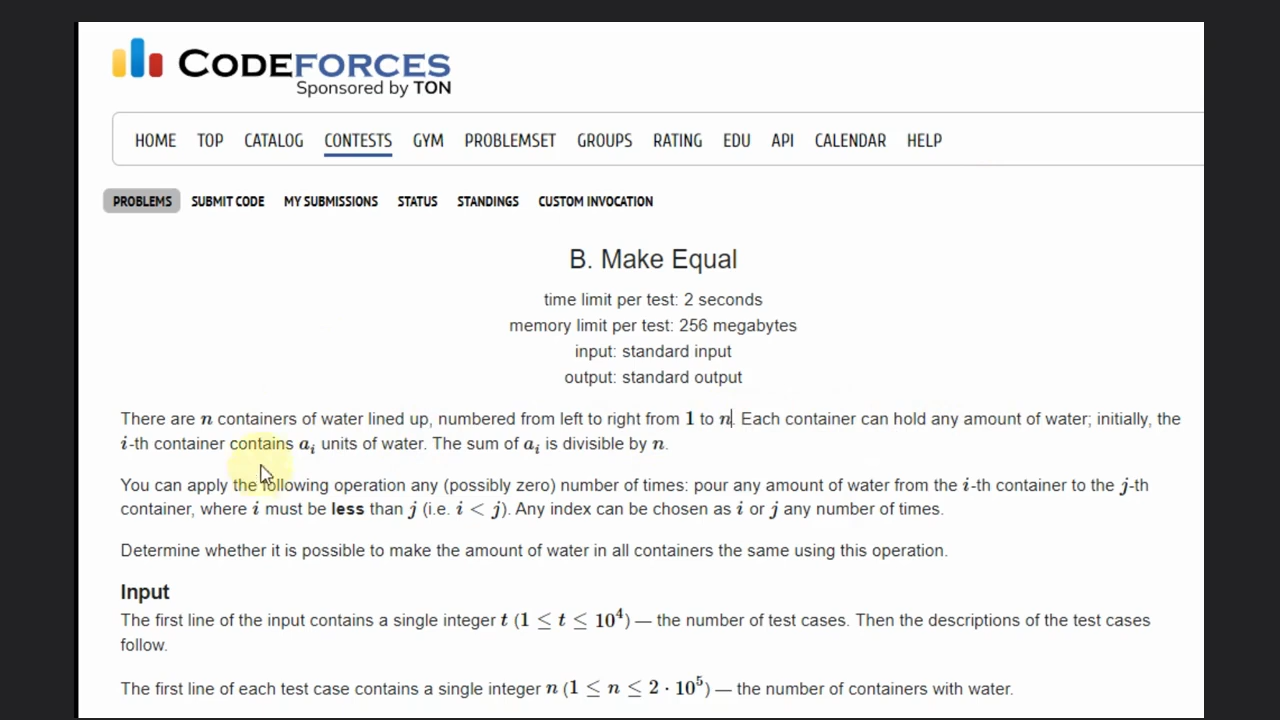 CODEFORCES
Sponsored by TON
HOME TOP CATALOG CONTESTS GYM PROBLEMSET GROUPS RATING EDU API CALENDAR HELP
PROBLEMS SUBMIT CODE MY SUBMISSIONS STATUS STANDINGS CUSTOM INVOCATION
B. Make Equal
time limit per test: 2 seconds
memory limit per test: 256 megabytes
input: standard input
output: standard output
There are n containers of water lined up, numbered from left to right from 1 to n. Each container can hold any amount of water; initially, the
i-th container contains aᵢ units of water. The sum of aᵢ is divisible by n.
You can apply the following operation any (possibly zero) number of times: pour any amount of water from the i-th container to the j-th
container, where i must be less than j (i.e. i < j). Any index can be chosen as i or j any number of times.
Determine whether it is possible to make the amount of water in all containers the same using this operation.
Input
The first line of the input contains a single integer t (1 ≤ t ≤ 10⁴) — the number of test cases. Then the descriptions of the test cases
follow.
The first line of each test case contains a single integer n (1 ≤ n ≤ 2 · 10⁵) — the number of containers with water.